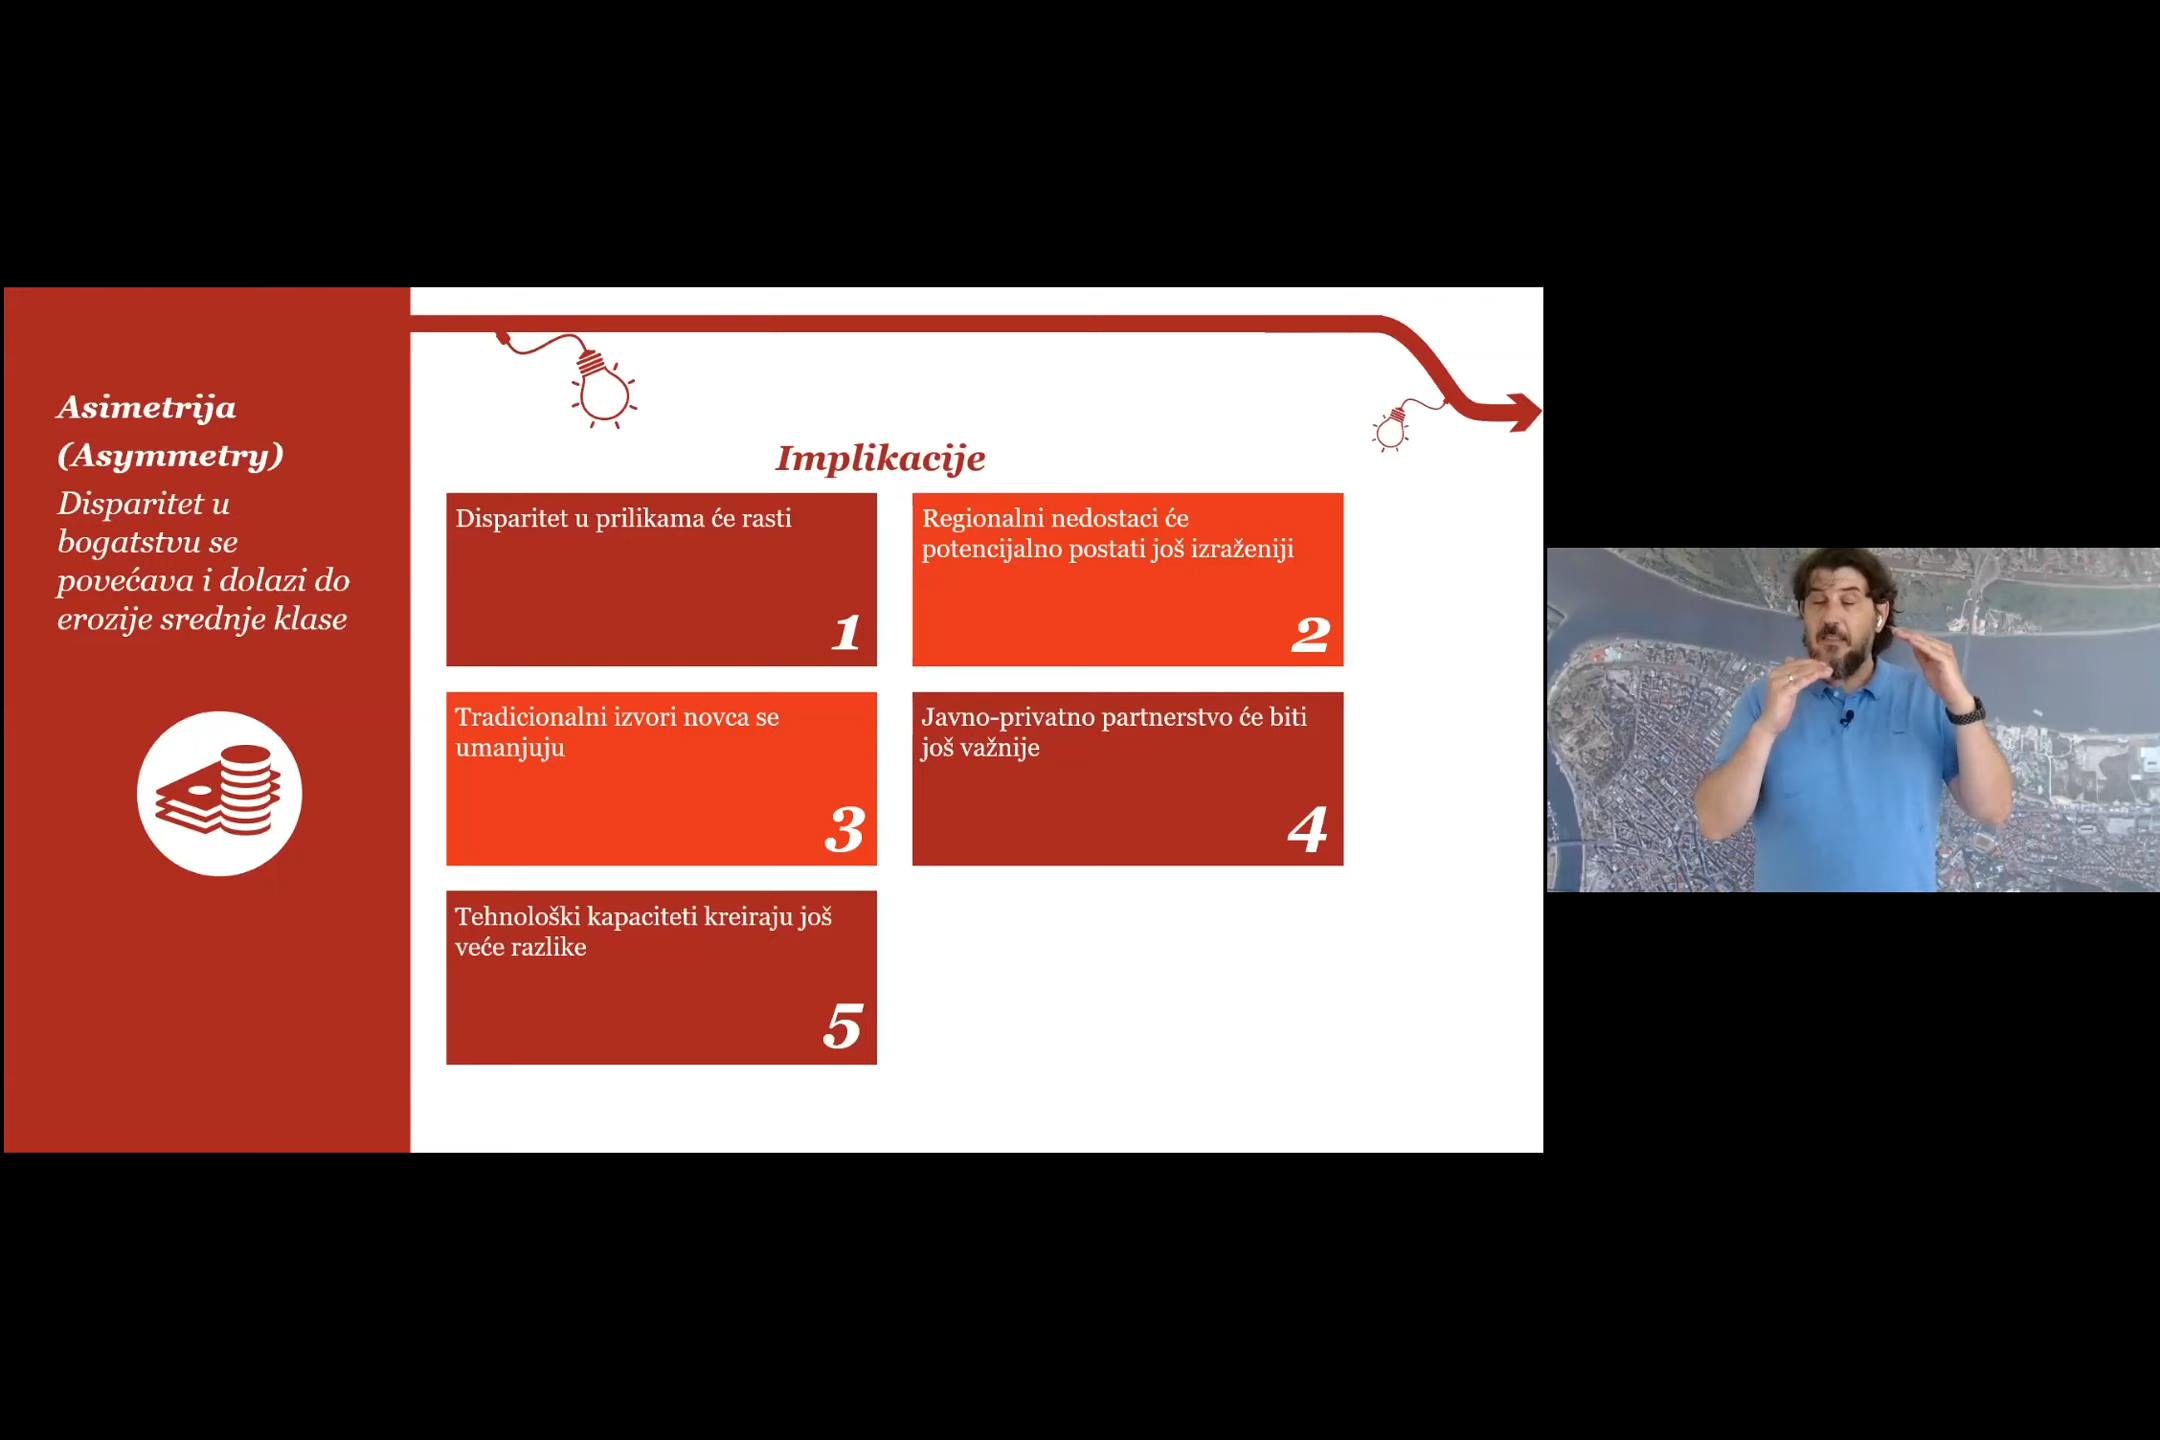 Asimetrija
(Asymmetry)
Disparitet u
bogatstvu se
povećava i dolazi do
erozije srednje klase
Implikacije
Disparitet u prilikama će rasti
1
Regionalni nedostaci će
potencijalno postati još izraženiji
2
Tradicionalni izvori novca se
umanjuju
3
Javno-privatno partnerstvo će biti
još važnije
4
Tehnološki kapaciteti kreiraju još
veće razlike
5